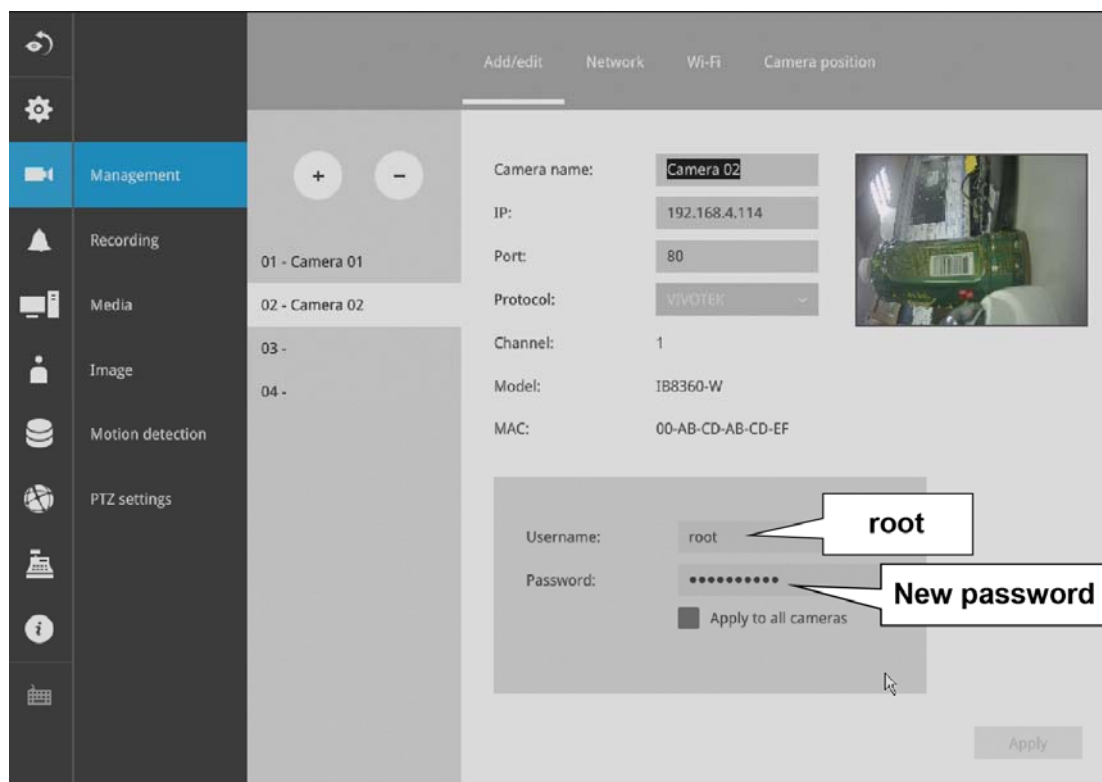 Add/edit Network Wi-Fi Camera position
Management
Recording
Media
Image
Motion detection
PTZ settings
+ -
01 - Camera 01
02 - Camera 02
03 -
04 -
Camera name: Camera 02
IP: 192.168.4.114
Port: 80
Protocol: VIVOTEK
Channel: 1
Model: IB8360-W
MAC: 00-AB-CD-AB-CD-EF
Username: root
root
Password: ●●●●●●●●●●
New password
Apply to all cameras
Apply